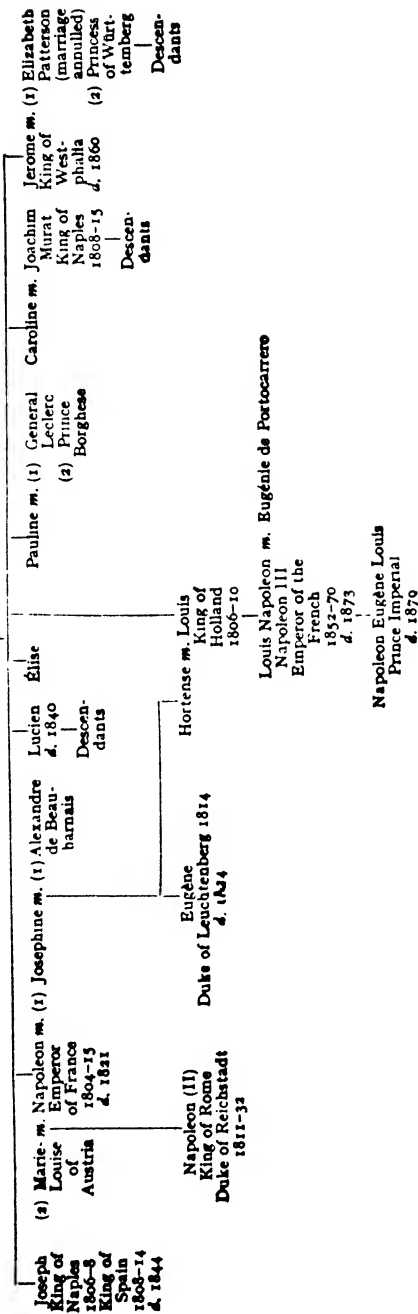 Joseph
King of
Naples
1806-8
King of
Spain
1808-14
d. 1844
(2) Marie-
Louise
of
Austria
m. Napoleon m.
Emperor
of France
1804-15
d. 1821
(1) Josephine m. (1) Alexandre
de Beau-
harnais
Lucien
d. 1840
Descen-
dants
Élise
Pauline m. (1) General
Leclerc
(2) Prince
Borghese
Caroline m. Joachim
Murat
King of
Naples
1808-15
Descen-
dants
Jerome m. (1) Elizabeth
King of
West-
phalia
d. 1860
Patterson
(marriage
annulled)
(2) Princess
of Würt-
temberg
Descen-
dants
Napoleon (II)
King of Rome
Duke of Reichstadt
1811-32
Eugène
Duke of Leuchtenberg 1814
d.
Hortense m. Louis
King of
Holland
1806-10
Louis Napoleon m. Eugénie de Portocarrero
Napoleon III
Emperor of the
French
1852-70
d. 1873
Napoleon Eugène Louis
Prince Imperial
d. 1879